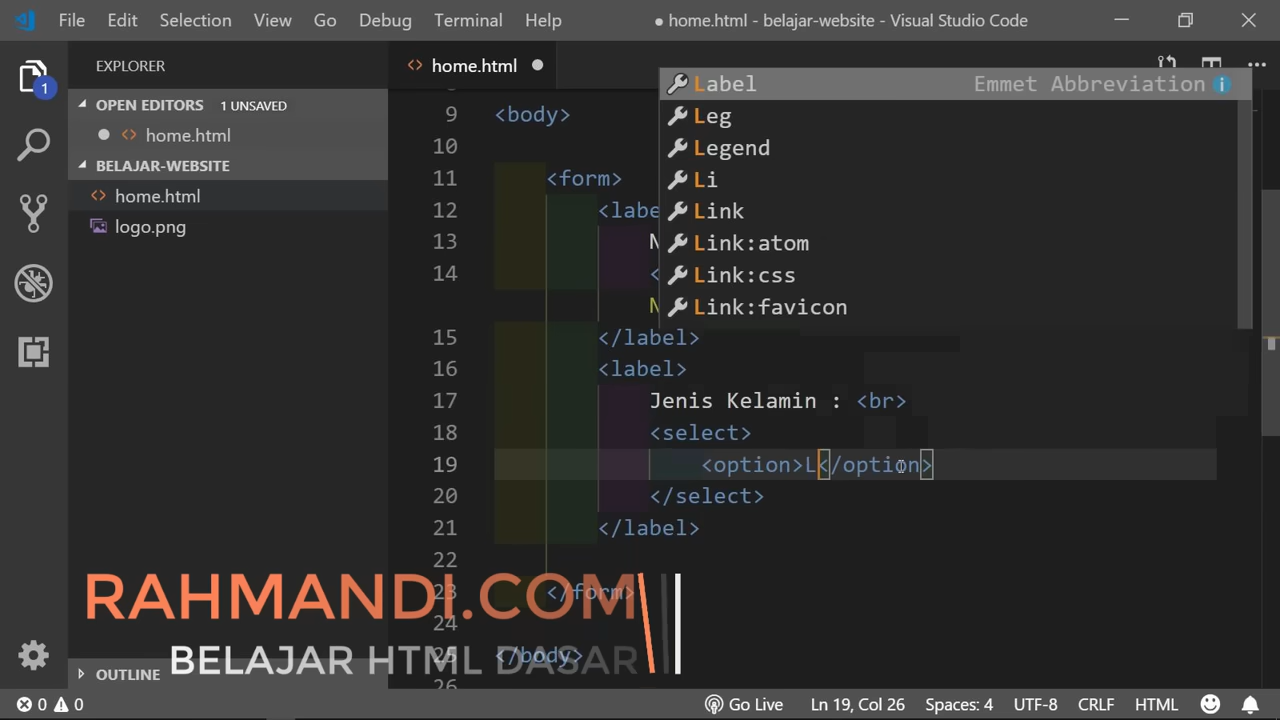 File Edit Selection View Go Debug Terminal Help
● home.html - belajar-website - Visual Studio Code
EXPLORER
OPEN EDITORS 1 UNSAVED
home.html
BELAJAR-WEBSITE
home.html
logo.png
OUTLINE
1
home.html
9 <body>
10
11 <form>
12 <labe
13 N
14 <
N
15 </label>
16 <label>
17 Jenis Kelamin : <br>
18 <select>
19 <option>L</option>
20 </select>
21 </label>
22
23 </form>
24
25 </body>
26
Label Emmet Abbreviation
Leg
Legend
Li
Link
Link:atom
Link:css
Link:favicon
RAHMANDI.COM
BELAJAR HTML DASAR
0 0 Go Live Ln 19, Col 26 Spaces: 4 UTF-8 CRLF HTML